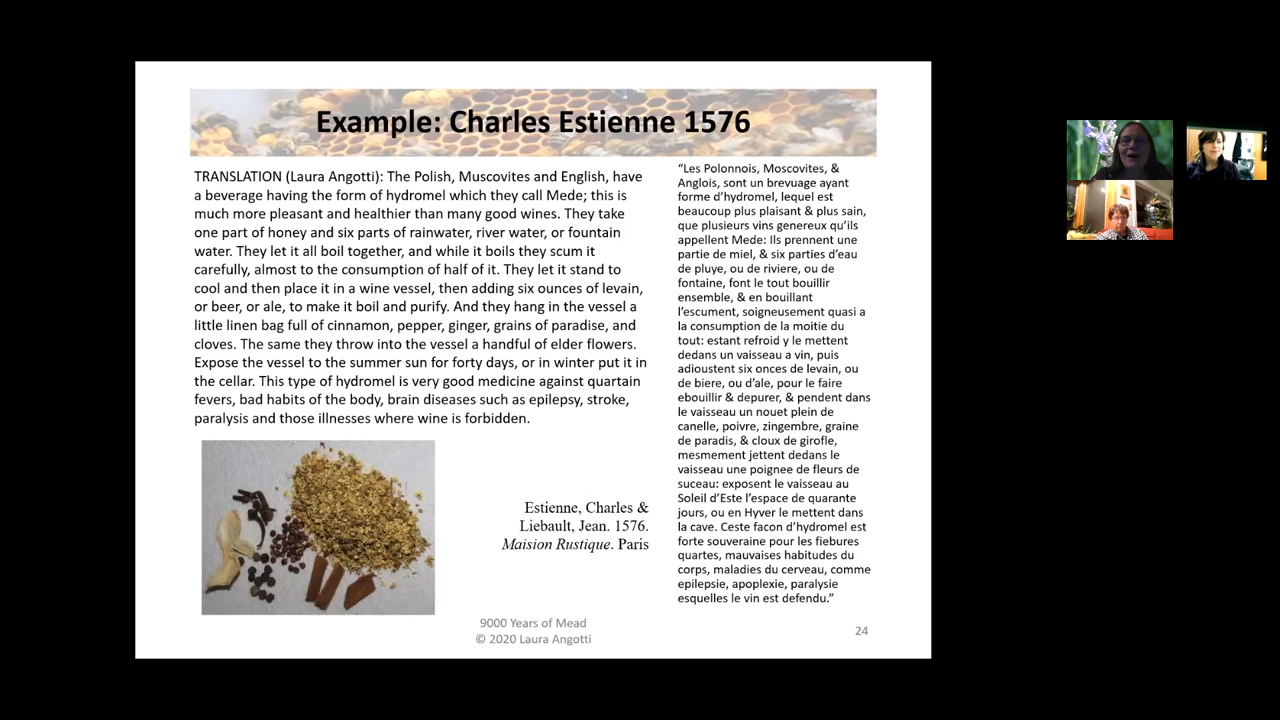 Example: Charles Estienne 1576
TRANSLATION (Laura Angotti): The Polish, Muscovites and English, have
a beverage having the form of hydromel which they call Mede; this is
much more pleasant and healthier than many good wines. They take
one part of honey and six parts of rainwater, river water, or fountain
water. They let it all boil together, and while it boils they scum it
carefully, almost to the consumption of half of it. They let it stand to
cool and then place it in a wine vessel, then adding six ounces of levain,
or beer, or ale, to make it boil and purify. And they hang in the vessel a
little linen bag full of cinnamon, pepper, ginger, grains of paradise, and
cloves. The same they throw into the vessel a handful of elder flowers.
Expose the vessel to the summer sun for forty days, or in winter put it in
the cellar. This type of hydromel is very good medicine against quartain
fevers, bad habits of the body, brain diseases such as epilepsy, stroke,
paralysis and those illnesses where wine is forbidden.
Estienne, Charles &
Liebault, Jean. 1576.
Maision Rustique. Paris
“Les Polonnois, Moscovites, &
Anglois, sont un brevuage ayant
forme d’hydromel, lequel est
beaucoup plus plaisant & plus sain,
que plusieurs vins genereux qu’ils
appellent Mede: Ils prennent une
partie de miel, & six parties d’eau
de pluye, ou de riviere, ou de
fontaine, font le tout bouillir
ensemble, & en bouillant
l’escument, soigneusement quasi a
la consumption de la moitie du
tout: estant refroid y le mettent
dedans un vaisseau a vin, puis
adioustent six onces de levain, ou
de biere, ou d’ale, pour le faire
ebouillir & depurer, & pendent dans
le vaisseau un nouet plein de
canelle, poivre, zingembre, graine
de paradis, & cloux de girofle,
mesmement jettent dedans le
vaisseau une poignee de fleurs de
suceau: exposent le vaisseau au
Soleil d’Este l’espace de quarante
jours, ou en Hyver le mettent dans
la cave. Ceste facon d’hydromel est
forte souveraine pour les fiebures
quartes, mauvaises habitudes du
corps, maladies du cerveau, comme
epilepsie, apoplexie, paralysie
esquelles le vin est defendu.”
9000 Years of Mead
© 2020 Laura Angotti
24